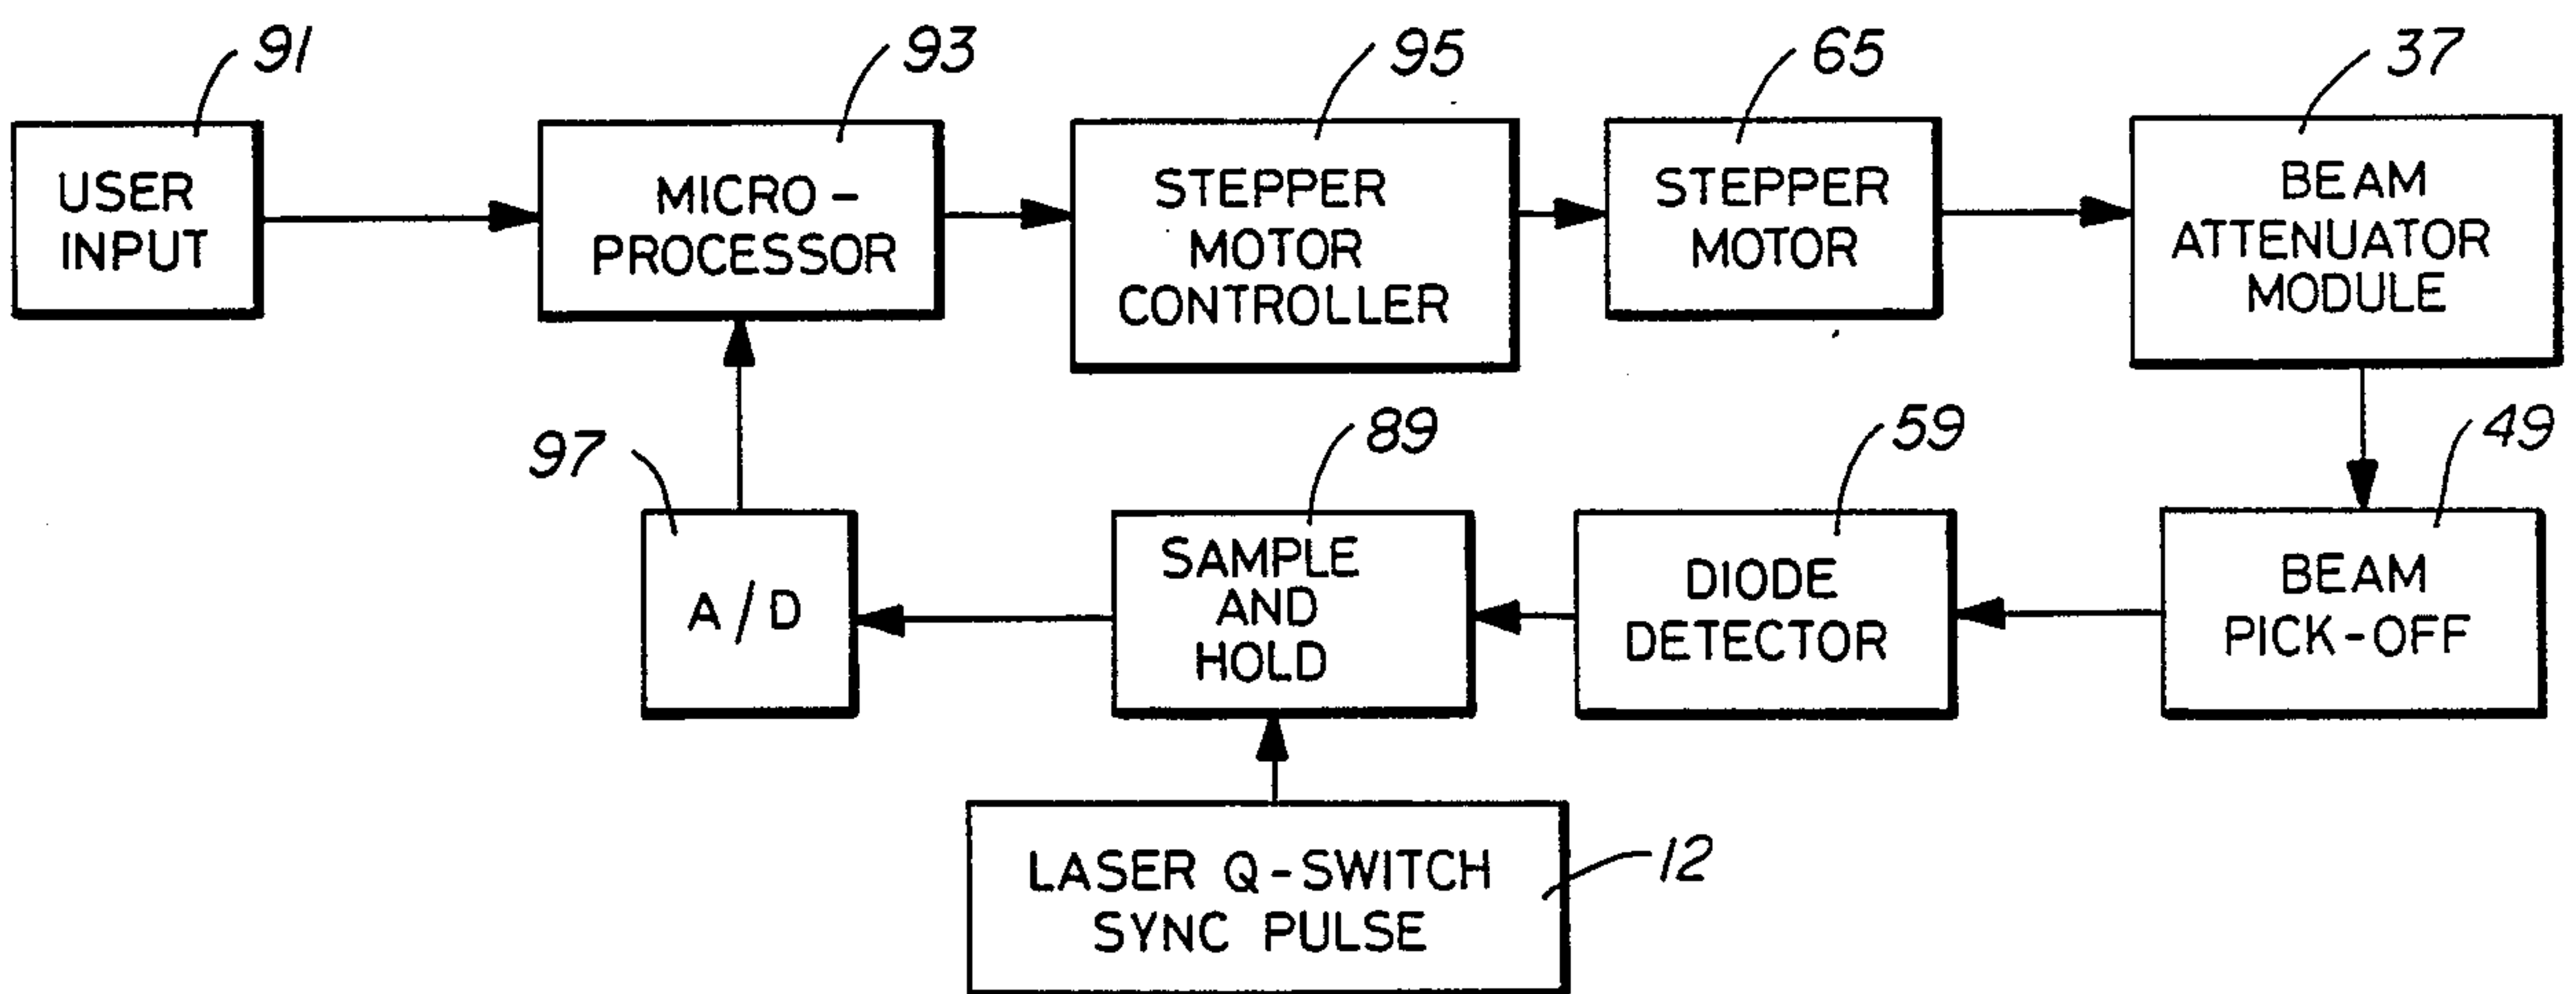 91
93
95
65
37
USER
INPUT
MICRO-
PROCESSOR
STEPPER
MOTOR
CONTROLLER
STEPPER
MOTOR
BEAM
ATTENUATOR
MODULE
97
89
59
49
A/D
SAMPLE
AND
HOLD
DIODE
DETECTOR
BEAM
PICK-OFF
LASER Q-SWITCH
SYNC PULSE
12